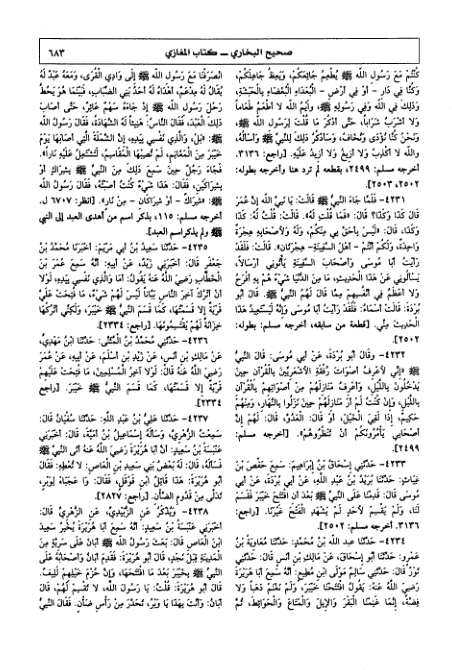 صحيح البخاري ــ كتاب المغازي
٦٨٣
كُنْتُمْ مَعَ رَسُولِ اللَّهِ ﷺ يُطْعِمُ جَائِعَكُمْ، وَيَعِظُ جَاهِلَكُمْ،
وَكُنَّا فِي دَارِ - أَوْ فِي أَرْضِ - الْبُعَدَاءِ الْبُغَضَاءِ بِالْحَبَشَةِ،
وَذَلِكَ فِي اللَّهِ وَفِي رَسُولِهِ ﷺ، وَايْمُ اللَّهِ لَا أَطْعَمُ طَعَاماً
وَلَا أَشْرَبُ شَرَاباً، حَتَّى أَذْكُرَ مَا قُلْتَ لِرَسُولِ اللَّهِ ﷺ،
وَنَحْنُ كُنَّا نُؤْذَى وَنُخَافُ، وَسَأَذْكُرُ ذَلِكَ لِلنَّبِيِّ ﷺ وَأَسْأَلُهُ،
وَاللَّهِ لَا أَكْذِبُ وَلَا أَزِيغُ وَلَا أَزِيدُ عَلَيْهِ. [راجع: ٣١٣٦.
أخرجه مسلم: ٢٤٩٩، بقطعه لم ترد هنا وأخرجه بطوله:
٢٥٠٢، ٢٥٠٣].
٤٢٣١ - فَلَمَّا جَاءَ النَّبِيُّ ﷺ قَالَتْ: يَا نَبِيَّ اللَّهِ إِنَّ عُمَرَ
قَالَ كَذَا وَكَذَا؟ قَالَ: «فَمَا قُلْتِ لَهُ». قَالَتْ: قُلْتُ لَهُ: كَذَا
وَكَذَا، قَالَ: «لَيْسَ بِأَحَقَّ بِي مِنْكُمْ، وَلَهُ وَلِأَصْحَابِهِ هِجْرَةٌ
وَاحِدَةٌ، وَلَكُمْ أَنْتُمْ - أَهْلَ السَّفِينَةِ - هِجْرَتَانِ». قَالَتْ: فَلَقَدْ
رَأَيْتُ أَبَا مُوسَى وَأَصْحَابَ السَّفِينَةِ يَأْتُونِي أَرْسَالاً،
يَسْأَلُونِي عَنْ هَذَا الْحَدِيثِ، مَا مِنَ الدُّنْيَا شَيْءٌ هُمْ بِهِ أَفْرَحُ
وَلَا أَعْظَمُ فِي أَنْفُسِهِمْ مِمَّا قَالَ لَهُمُ النَّبِيُّ ﷺ. قَالَ أَبُو
بُرْدَةَ: قَالَتْ أَسْمَاءُ: فَلَقَدْ رَأَيْتُ أَبَا مُوسَى وَإِنَّهُ لَيَسْتَعِيدُ هَذَا
الْحَدِيثَ مِنِّي. [قطعة من سابقه، أخرجه مسلم: بطوله:
٢٥٠٢].
٤٢٣٢ - وقَالَ أَبُو بُرْدَةَ، عَنْ أَبِي مُوسَى: قَالَ النَّبِيُّ
ﷺ: «إِنِّي لَأَعْرِفُ أَصْوَاتَ رُفْقَةِ الْأَشْعَرِيِّينَ بِالْقُرْآنِ حِينَ
يَدْخُلُونَ بِاللَّيْلِ، وَأَعْرِفُ مَنَازِلَهُمْ مِنْ أَصْوَاتِهِمْ بِالْقُرْآنِ
بِاللَّيْلِ، وَإِنْ كُنْتُ لَمْ أَرَ مَنَازِلَهُمْ حِينَ نَزَلُوا بِالنَّهَارِ، وَمِنْهُمْ
حَكِيمٌ، إِذَا لَقِيَ الْخَيْلَ، أَوْ قَالَ: الْعَدُوَّ، قَالَ: لَهُمْ إِنَّ
أَصْحَابِي يَأْمُرُونَكُمْ أَنْ تَنْظُرُوهُمْ». [أخرجه مسلم:
٢٤٩٩].
٤٢٣٣ - حَدَّثَنِي إِسْحَاقُ بْنُ إِبْرَاهِيمَ: سَمِعَ حَفْصَ بْنَ
غِيَاثٍ: حَدَّثَنَا بُرَيْدُ بْنُ عَبْدِ اللَّهِ، عَنْ أَبِي بُرْدَةَ، عَنْ أَبِي
مُوسَى قَالَ: قَدِمْنَا عَلَى النَّبِيِّ ﷺ بَعْدَ أَنِ افْتَتَحَ خَيْبَرَ فَقَسَمَ
لَنَا، وَلَمْ يَقْسِمْ لِأَحَدٍ لَمْ يَشْهَدِ الْفَتْحَ غَيْرَنَا. [راجع:
٣١٣٦. أخرجه مسلم: ٢٥٠٢].
٤٢٣٤ - حَدَّثَنَا عبد اللَّهِ بْنُ مُحَمَّدٍ: حَدَّثَنَا مُعَاوِيَةُ بْنُ
عَمْرٍو: حَدَّثَنَا أَبُو إِسْحَاقَ، عَنْ مَالِكِ بْنِ أَنَسٍ قَالَ: حَدَّثَنِي
ثَوْرٌ قَالَ: حَدَّثَنِي سَالِمٌ مَوْلَى ابْنِ مُطِيعٍ: أَنَّهُ سَمِعَ أَبَا هُرَيْرَةَ
رَضِيَ اللَّهُ عَنْهُ: يَقُولُ افْتَتَحْنَا خَيْبَرَ، وَلَمْ نَغْنَمْ ذَهَباً وَلَا
فِضَّةً، إِنَّمَا غَنِمْنَا الْبَقَرَ وَالْإِبِلَ وَالْمَتَاعَ وَالْحَوَائِطَ، ثُمَّ
انْصَرَفْنَا مَعَ رَسُولِ اللَّهِ ﷺ إِلَى وَادِي الْقُرَى، وَمَعَهُ عَبْدٌ لَهُ
يُقَالُ لَهُ مِدْعَمٌ، أَهْدَاهُ لَهُ أَحَدُ بَنِي الضِّبَابِ، فَبَيْنَمَا هُوَ يَحُطُّ
رَحْلَ رَسُولِ اللَّهِ ﷺ إِذْ جَاءَهُ سَهْمٌ عَائِرٌ، حَتَّى أَصَابَ
ذَلِكَ الْعَبْدَ، فَقَالَ النَّاسُ: هَنِيئاً لَهُ الشَّهَادَةُ، فَقَالَ رَسُولُ اللَّهِ
ﷺ: «بَلْ، وَالَّذِي نَفْسِي بِيَدِهِ، إِنَّ الشَّمْلَةَ الَّتِي أَصَابَهَا يَوْمَ
خَيْبَرَ مِنَ الْمَغَانِمِ، لَمْ تُصِبْهَا الْمَقَاسِمُ، لَتَشْتَعِلُ عَلَيْهِ نَاراً».
فَجَاءَ رَجُلٌ حِينَ سَمِعَ ذَلِكَ مِنَ النَّبِيِّ ﷺ بِشِرَاكٍ أَوْ
بِشِرَاكَيْنِ، فَقَالَ: هَذَا شَيْءٌ كُنْتُ أَصَبْتُهُ، فَقَالَ رَسُولُ اللَّهِ
ﷺ: «شِرَاكٌ - أَوْ شِرَاكَانِ - مِنْ نَارٍ». [انظر: ٦٧٠٧ ل.
أخرجه مسلم: ١١٥، بذكر اسم من أهدى العبد إلى النبي
ﷺ ولم يذكر اسم العبد].
٤٢٣٥ - حَدَّثَنَا سَعِيدُ بْنُ أَبِي مَرْيَمَ: أَخْبَرَنَا مُحَمَّدُ بْنُ
جَعْفَرٍ قَالَ: أَخْبَرَنِي زَيْدٌ، عَنْ أَبِيهِ: أَنَّهُ سَمِعَ عُمَرَ بْنَ
الْخَطَّابِ رَضِيَ اللَّهُ عَنْهُ يَقُولُ: أَمَا وَالَّذِي نَفْسِي بِيَدِهِ، لَوْلَا
أَنْ أَتْرُكَ آخِرَ النَّاسِ بَبَّاناً لَيْسَ لَهُمْ شَيْءٌ، مَا فُتِحَتْ عَلَيَّ
قَرْيَةٌ إِلَّا قَسَمْتُهَا، كَمَا قَسَمَ النَّبِيُّ ﷺ خَيْبَرَ، وَلَكِنِّي أَتْرُكُهَا
خِزَانَةً لَهُمْ يَقْتَسِمُونَهَا. [راجع: ٢٣٣٤].
٤٢٣٦ - حَدَّثَنِي مُحَمَّدُ بْنُ الْمُثَنَّى: حَدَّثَنَا ابْنُ مَهْدِيٍّ،
عَنْ مَالِكِ بْنِ أَنَسٍ، عَنْ زَيْدِ بْنِ أَسْلَمَ، عَنْ أَبِيهِ، عَنْ عُمَرَ
رَضِيَ اللَّهُ عَنْهُ قَالَ: لَوْلَا آخِرُ الْمُسْلِمِينَ، مَا فُتِحَتْ عَلَيْهِمْ
قَرْيَةٌ إِلَّا قَسَمْتُهَا، كَمَا قَسَمَ النَّبِيُّ ﷺ خَيْبَرَ. [راجع:
٢٣٣٤].
٤٢٣٧ - حَدَّثَنَا عَلِيُّ بْنُ عَبْدِ اللَّهِ: حَدَّثَنَا سُفْيَانُ قَالَ:
سَمِعْتُ الزُّهْرِيَّ، وَسَأَلَهُ إِسْمَاعِيلُ بْنُ أُمَيَّةَ، قَالَ: أَخْبَرَنِي
عَنْبَسَةُ بْنُ سَعِيدٍ: أَنَّ أَبَا هُرَيْرَةَ رَضِيَ اللَّهُ عَنْهُ أَتَى النَّبِيَّ ﷺ
فَسَأَلَهُ، قَالَ: لَهُ بَعْضُ بَنِي سَعِيدِ بْنِ الْعَاصِ: لَا تُعْطِهِ، فَقَالَ
أَبُو هُرَيْرَةَ: هَذَا قَاتِلُ ابْنِ قَوْقَلٍ، فَقَالَ: وَا عَجَبَاهْ لِوَبْرٍ،
تَدَلَّى مِنْ قَدُومِ الضَّأْنِ. [راجع: ٢٨٢٧].
٤٢٣٨ - وَيُذْكَرُ عَنِ الزُّبَيْدِيِّ، عَنِ الزُّهْرِيِّ قَالَ:
أَخْبَرَنِي عَنْبَسَةُ بْنُ سَعِيدٍ: أَنَّهُ سَمِعَ أَبَا هُرَيْرَةَ يُخْبِرُ سَعِيدَ
ابْنَ الْعَاصِ قَالَ: بَعَثَ رَسُولُ اللَّهِ ﷺ أَبَانَ عَلَى سَرِيَّةٍ مِنَ
الْمَدِينَةِ قِبَلَ نَجْدٍ، قَالَ أَبُو هُرَيْرَةَ: فَقَدِمَ أَبَانُ وَأَصْحَابُهُ عَلَى
النَّبِيِّ ﷺ بِخَيْبَرَ بَعْدَ مَا افْتَتَحَهَا، وَإِنَّ حُزْمَ خَيْلِهِمْ لَلِيفٌ،
قَالَ أَبُو هُرَيْرَةَ: قُلْتُ: يَا رَسُولَ اللَّهِ، لَا تَقْسِمْ لَهُمْ، قَالَ
أَبَانُ: وَأَنْتَ بِهَذَا يَا وَبْرُ، تَحَدَّرَ مِنْ رَأْسِ ضَأْنٍ. فَقَالَ النَّبِيُّ